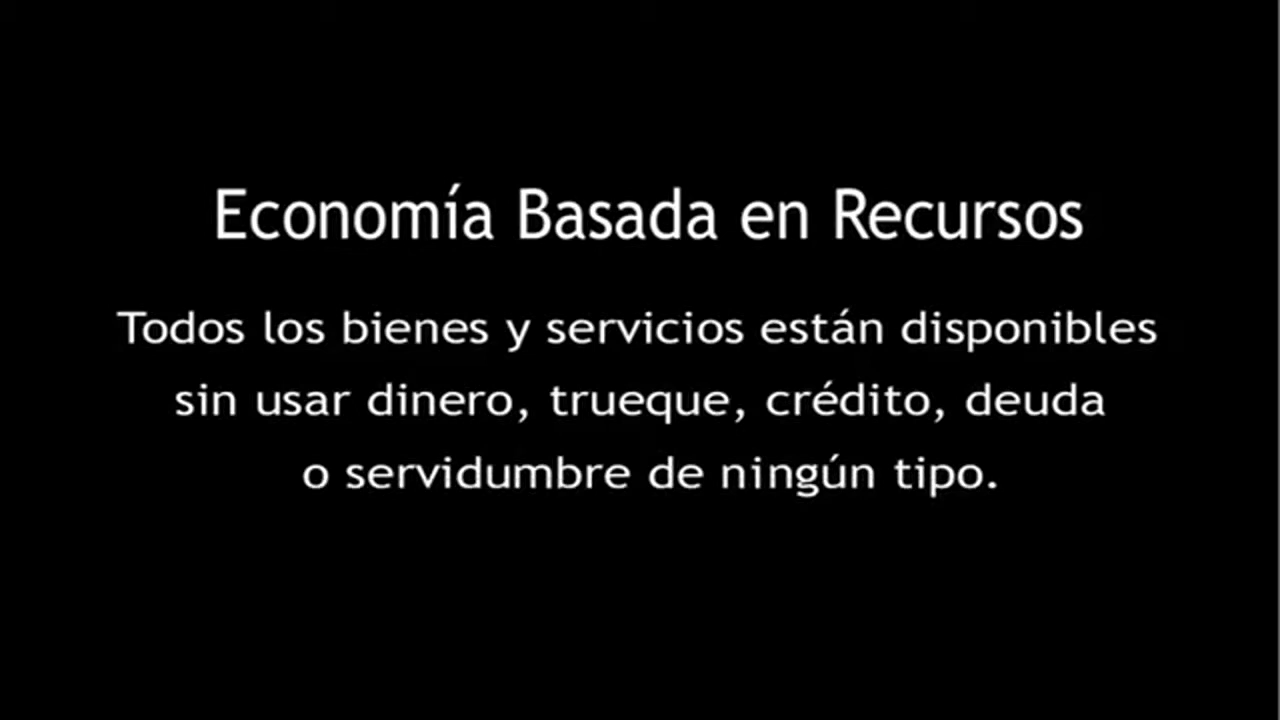 Economía Basada en Recursos
Todos los bienes y servicios están disponibles
sin usar dinero, trueque, crédito, deuda
o servidumbre de ningún tipo.